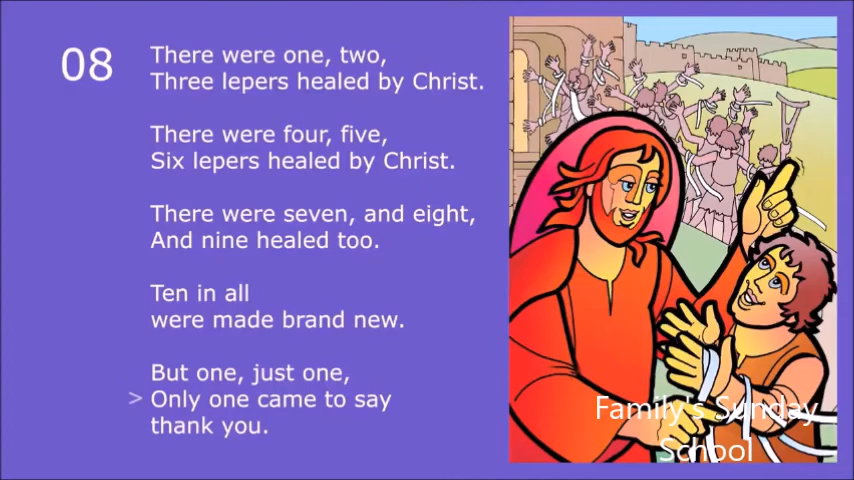 08
There were one, two,
Three lepers healed by Christ.
There were four, five,
Six lepers healed by Christ.
There were seven, and eight,
And nine healed too.
Ten in all
were made brand new.
But one, just one,
> Only one came to say
thank you.
Family's Sunday
School